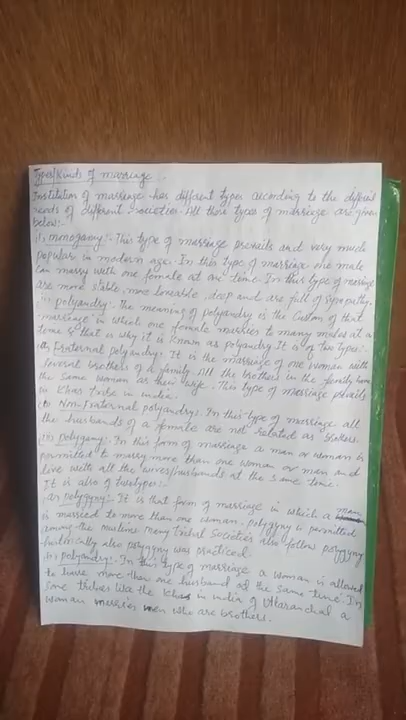 Types/Kinds of marriage
Institution of marriage has different types according to the different
needs of different societies. All those types of marriage are given
below:-
(i) monogamy:- This type of marriage prevails and very much
popular in modern age. In this type of marriage one male
can marry with one female at one time. In this type of marriage
are more stable, more loveable, deep and are full of sympathy.
polyandry:- The meaning of polyandry is the custom of that
marriage in which one female marries to many males at a
time so that is why it is known as polyandry. It is of two types:-
Fraternal polyandry:- It is the marriage of one woman with
several brothers of a family. All the brothers in the family have
the same woman as their wife. This type of marriage prevails
in Khas tribe in india.
Non-Fraternal polyandry: In this type of marriage all
the husbands of a female are not related as brothers.
polygamy:- In this form of marriage a man or woman is
permitted to marry more than one woman or man and
live with all the wives/husbands at the same time.
It is also of two types:-
polygyny:- It is that form of marriage in which a man
is married to more than one woman. polygyny is permitted
among the muslims many tribal societies also follow polygyny
historically also polygyny was practiced.
polyandry:- In this type of marriage a woman is allowed
to have more than one husband at the same time. In
some tribes like the Khas in india of Uttaranchal a
woman marries men who are brothers.